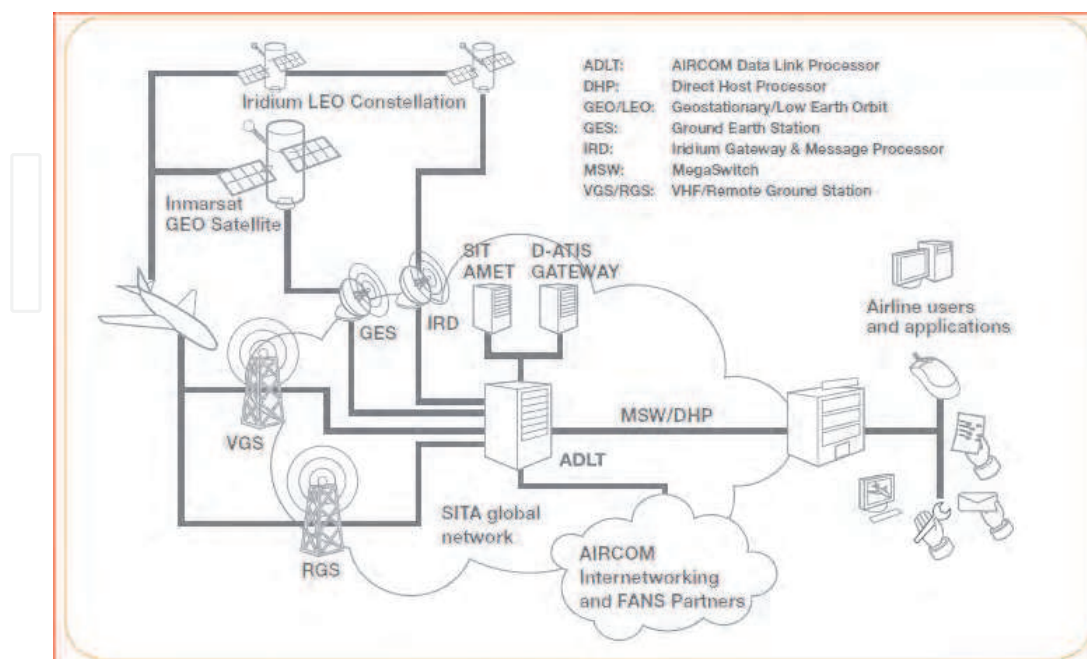 ADLT: AIRCOM Data Link Processor
DHP: Direct Host Processor
GEO/LEO: Geostationary/Low Earth Orbit
GES: Ground Earth Station
IRD: Iridium Gateway & Message Processor
MSW: MegaSwitch
VGS/RGS: VHF/Remote Ground Station
Iridium LEO Constellation
Inmarsat
GEO Satellite
SIT
AMET
D-ATIS
GATEWAY
GES
IRD
Airline users
and applications
VGS
MSW/DHP
ADLT
RGS
SITA global
network
AIRCOM
Internetworking
and FANS Partners